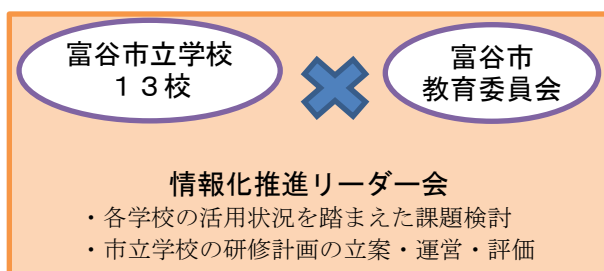 富谷市立学校
１３校
富谷市
教育委員会
情報化推進リーダー会
・各学校の活用状況を踏まえた課題検討
・市立学校の研修計画の立案・運営・評価